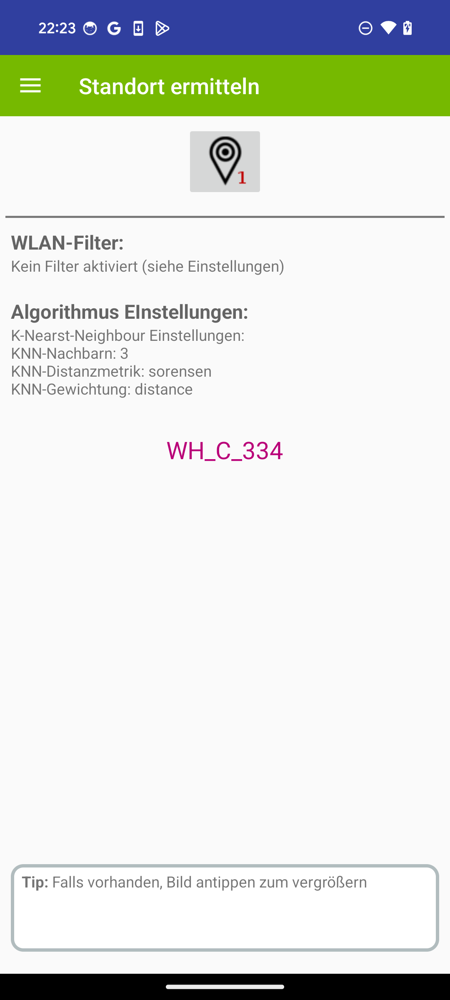 22:23
Standort ermitteln
1
WLAN-Filter:
Kein Filter aktiviert (siehe Einstellungen)
Algorithmus EInstellungen:
K-Nearst-Neighbour Einstellungen:
KNN-Nachbarn: 3
KNN-Distanzmetrik: sorensen
KNN-Gewichtung: distance
WH_C_334
Tip: Falls vorhanden, Bild antippen zum vergrößern